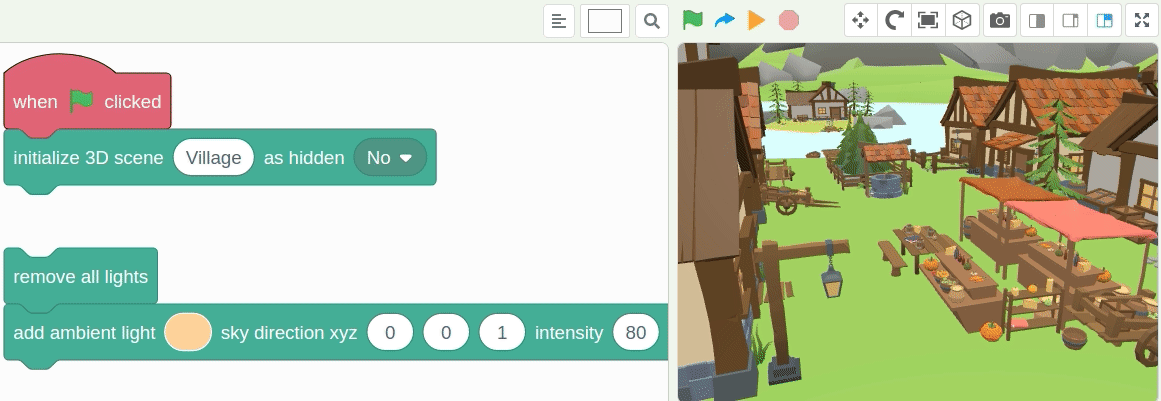 when clicked
initialize 3D scene Village as hidden No
remove all lights
add ambient light sky direction xyz 0 0 1 intensity 80